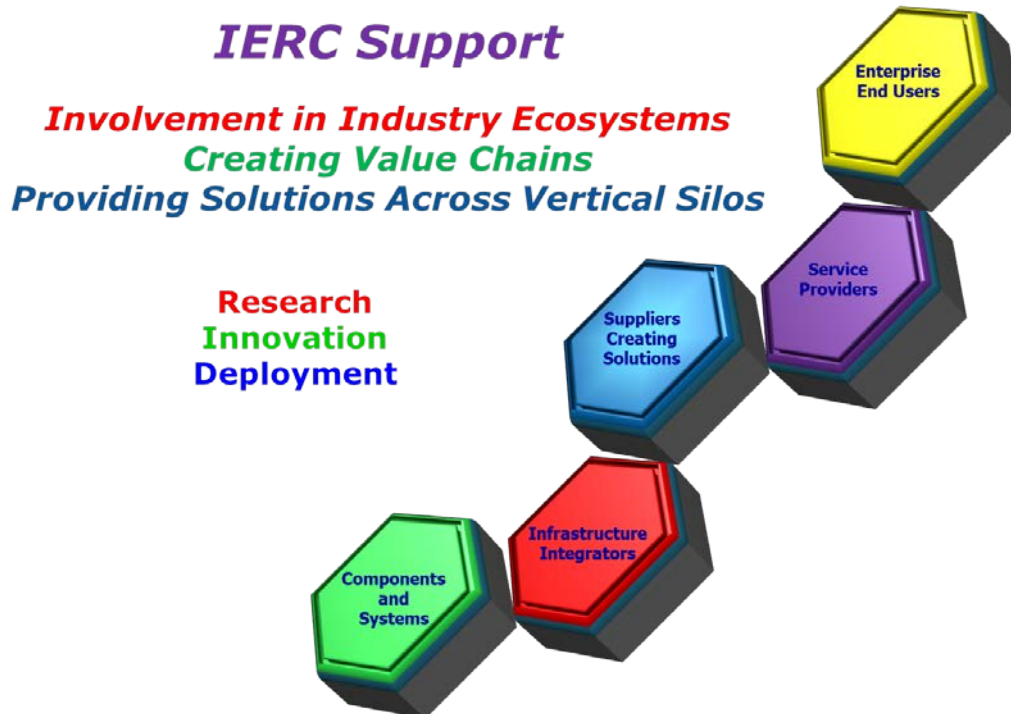 IERC Support
Involvement in Industry Ecosystems
Creating Value Chains
Providing Solutions Across Vertical Silos
Research
Innovation
Deployment
Enterprise
End Users
Service
Providers
Suppliers
Creating
Solutions
Infrastructure
Integrators
Components
and
Systems